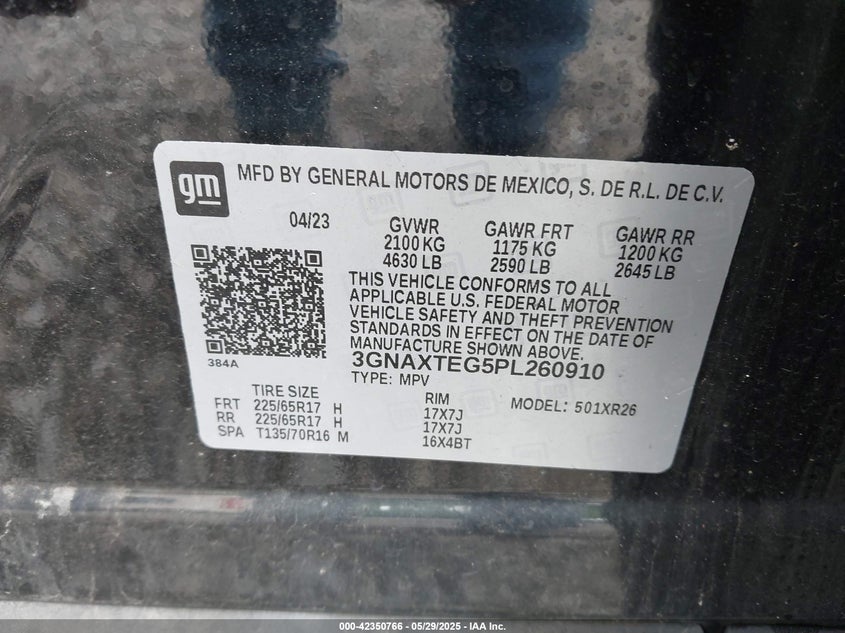 gm
MFD BY GENERAL MOTORS DE MEXICO, S. DE R.L. DE C.V.
04/23
GVWR GAWR FRT GAWR RR
2100 KG 1175 KG 1200 KG
4630 LB 2590 LB 2645 LB
THIS VEHICLE CONFORMS TO ALL
APPLICABLE U.S. FEDERAL MOTOR
VEHICLE SAFETY AND THEFT PREVENTION
STANDARDS IN EFFECT ON THE DATE OF
MANUFACTURE SHOWN ABOVE.
384A
3GNAXTEG5PL260910
TYPE: MPV
TIRE SIZE RIM MODEL: 501XR26
FRT 225/65R17 H 17X7J
RR 225/65R17 H 17X7J
SPA T135/70R16 M 16X4BT
000-42350766 - 05/29/2025 - IAA Inc.